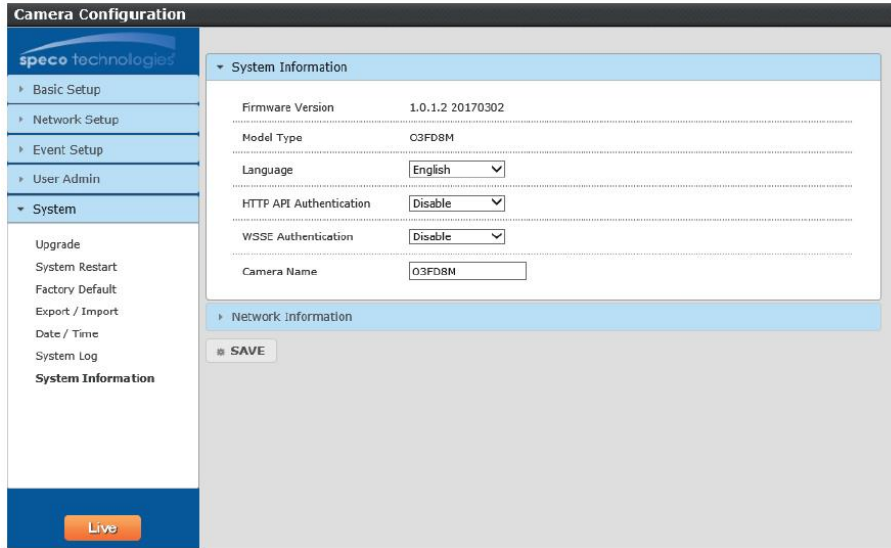 Camera Configuration
speco technologies
Basic Setup
Network Setup
Event Setup
User Admin
System
Upgrade
System Restart
Factory Default
Export / Import
Date / Time
System Log
System Information
Live
System Information
Firmware Version 1.0.1.2 20170302
Model Type O3FD8M
Language English
HTTP API Authentication Disable
WSSE Authentication Disable
Camera Name O3FD8M
Network Information
SAVE